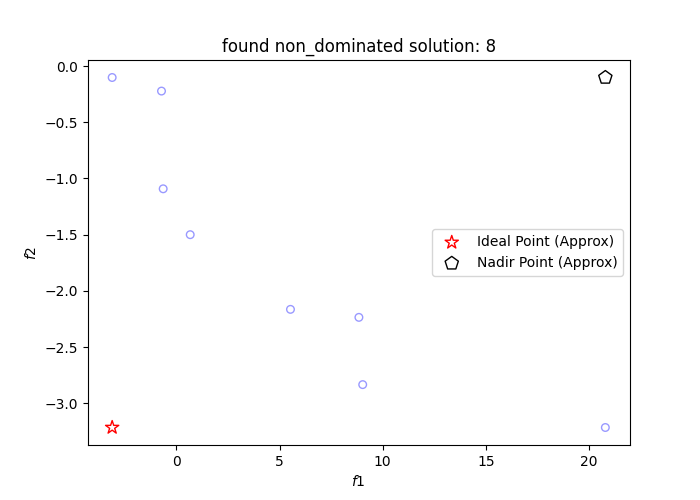 found non_dominated solution: 8
0.0
−0.5
−1.0
−1.5
−2.0
−2.5
−3.0
f2
Ideal Point (Approx)
Nadir Point (Approx)
0 5 10 15 20
f1